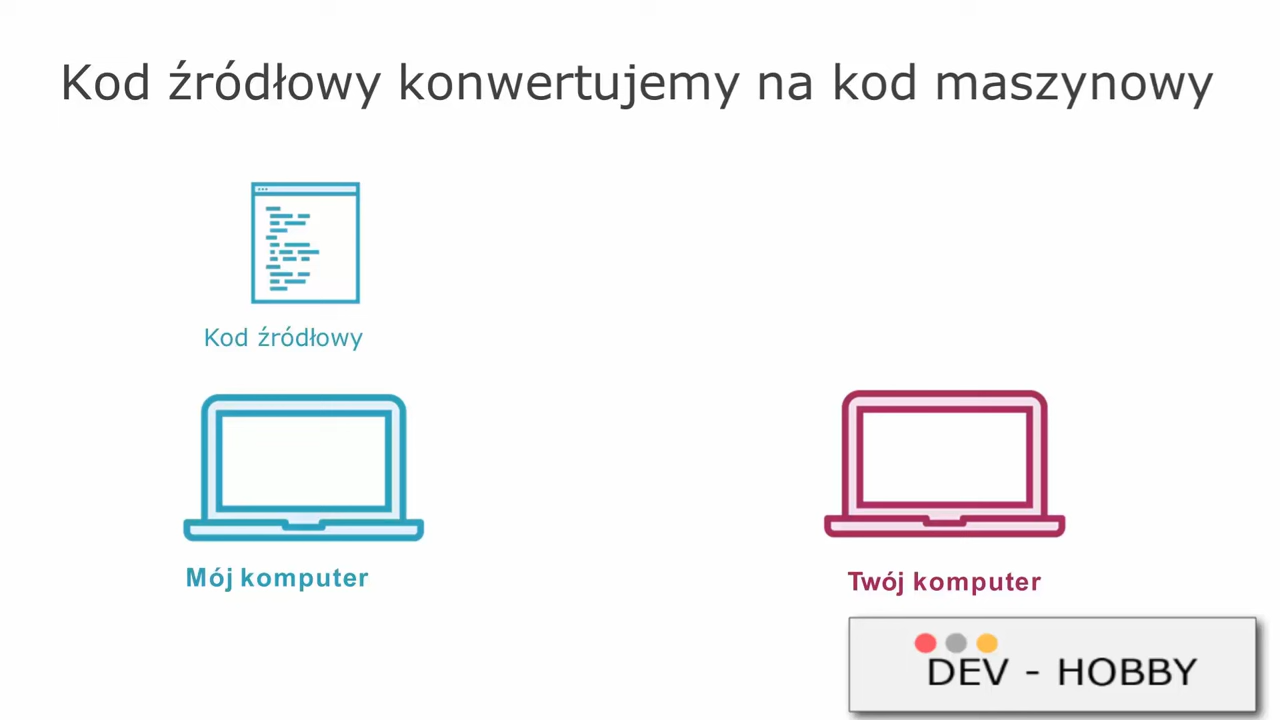 Kod źródłowy konwertujemy na kod maszynowy
Kod źródłowy
Mój komputer
Twój komputer
DEV - HOBBY